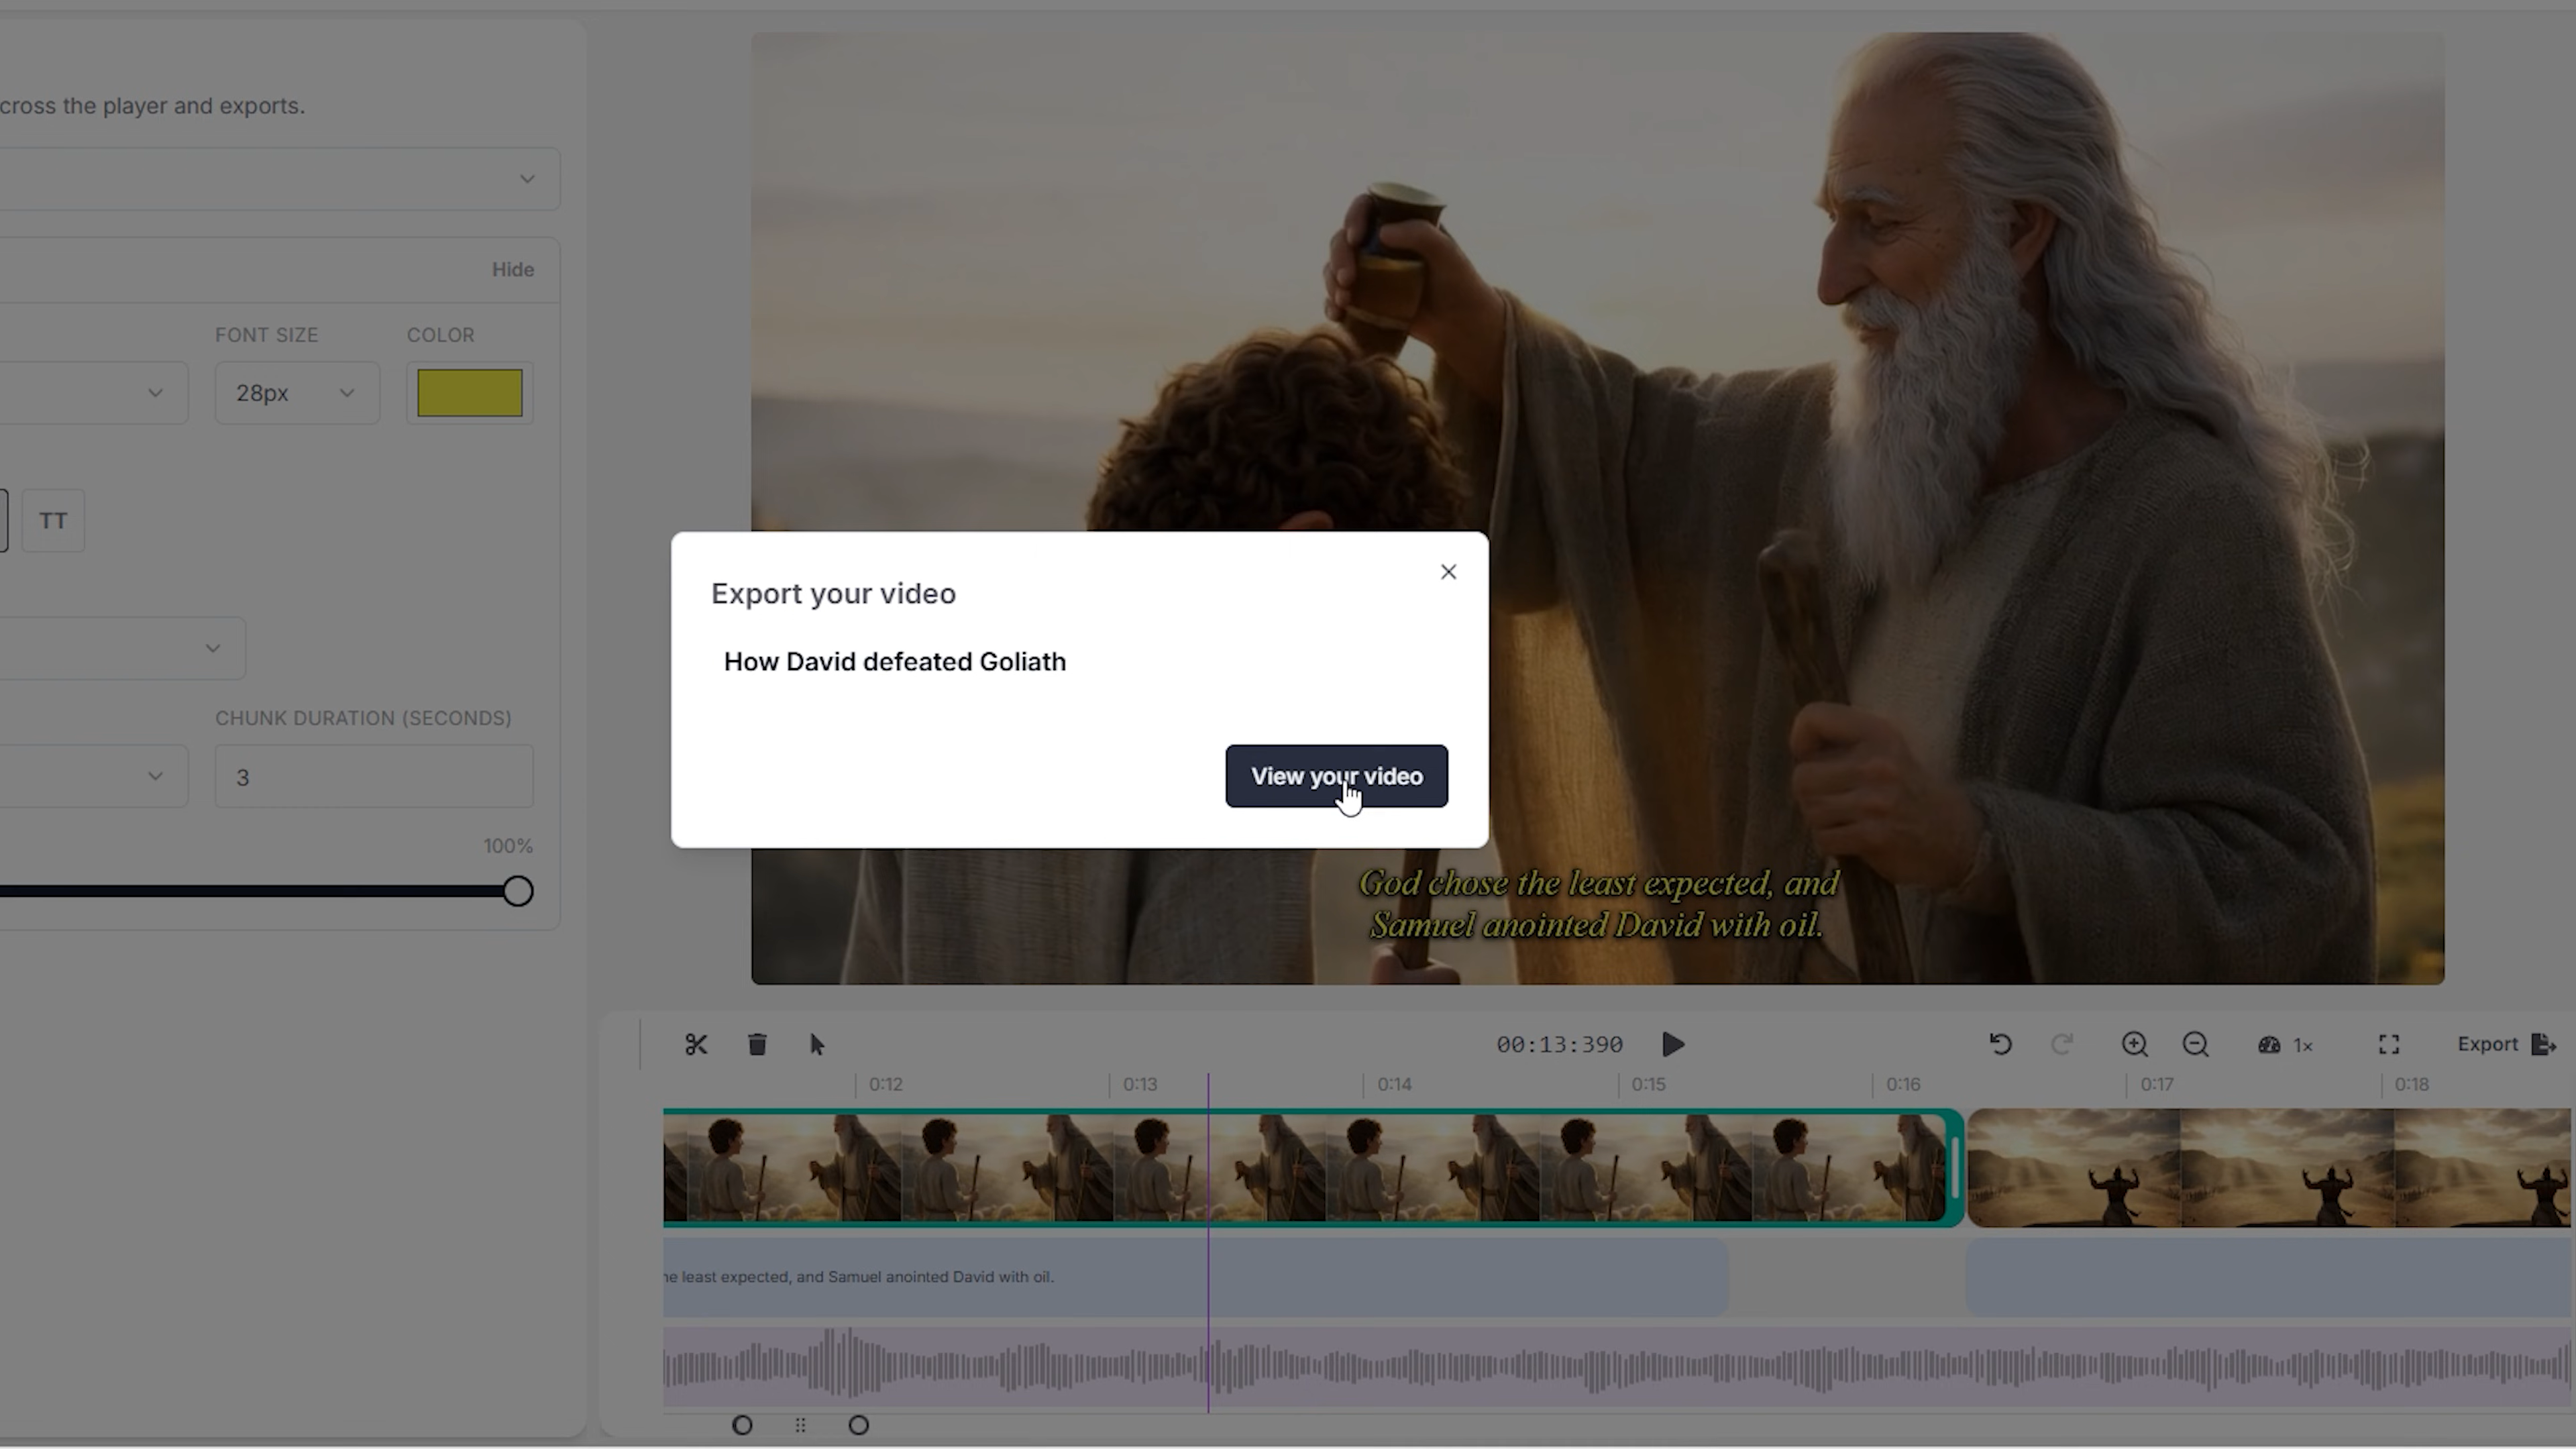 cross the player and exports.
Hide
FONT SIZE
COLOR
28px
TT
CHUNK DURATION (SECONDS)
3
100%
Export your video
How David defeated Goliath
View your video
God chose the least expected, and
Samuel anointed David with oil.
00:13:390
1x
Export
0:12
0:13
0:14
0:15
0:16
0:17
0:18
he least expected, and Samuel anointed David with oil.